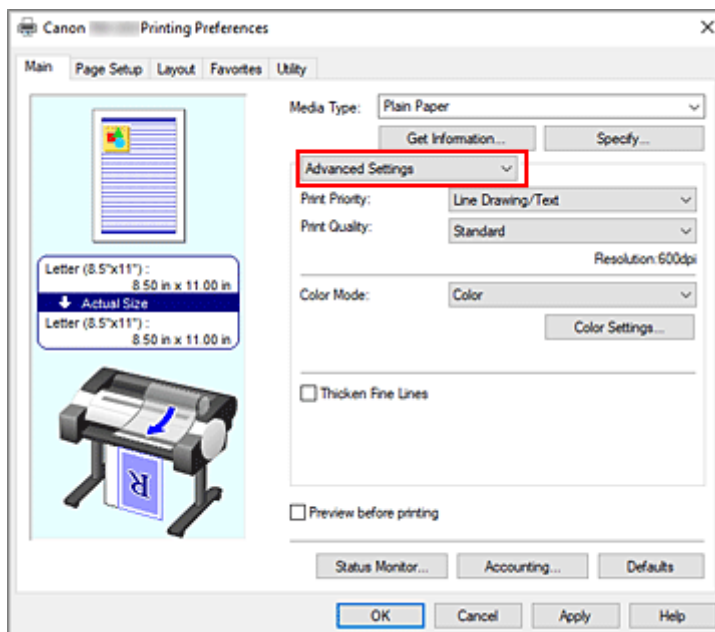 Canon Printing Preferences
Main Page Setup Layout Favorites Utility
Media Type: Plain Paper
Get Information... Specify...
Advanced Settings
Print Priority: Line Drawing/Text
Print Quality: Standard
Resolution:600dpi
Color Mode: Color
Color Settings...
Thicken Fine Lines
Letter (8.5"x11") :
8.50 in x 11.00 in
Actual Size
Letter (8.5"x11") :
8.50 in x 11.00 in
R
Preview before printing
Status Monitor... Accounting... Defaults
OK Cancel Apply Help